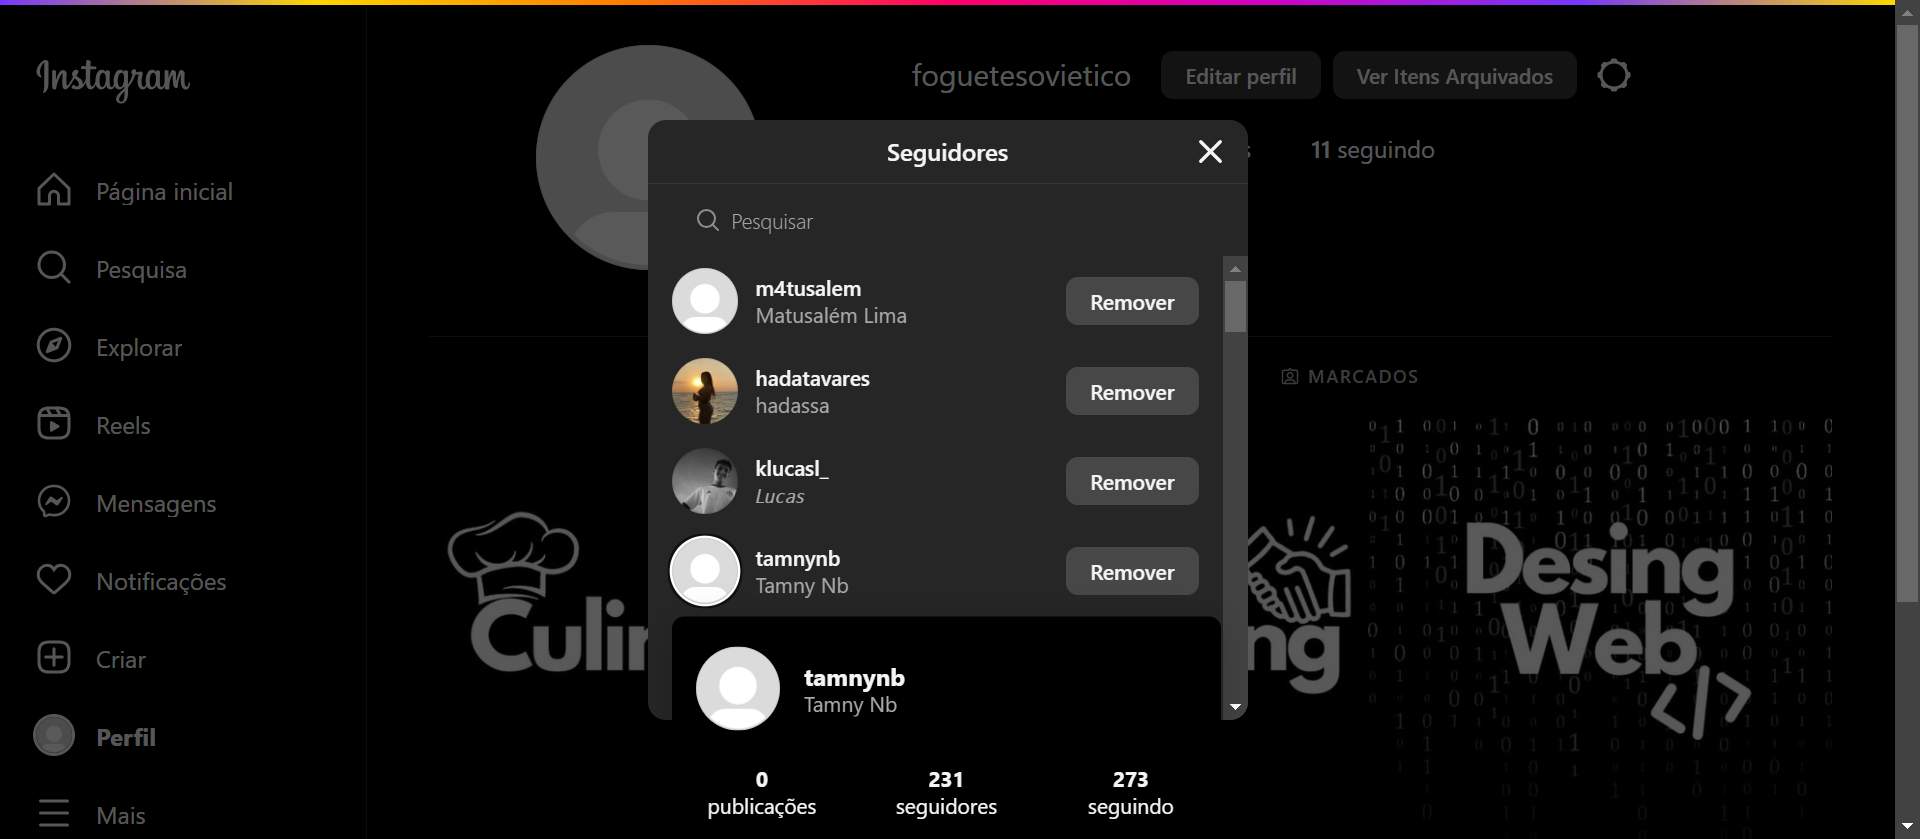 Instagram
Página inicial
Pesquisa
Explorar
Reels
Mensagens
Notificações
Criar
Perfil
Mais
foguetesovietico
Editar perfil
Ver Itens Arquivados
11 seguindo
MARCADOS
Seguidores
Pesquisar
m4tusalem
Matusalém Lima
Remover
hadatavares
hadassa
Remover
klucasl_
Lucas
Remover
tamnynb
Tamny Nb
Remover
tamnynb
Tamny Nb
0
publicações
231
seguidores
273
seguindo
Desing
Web
</>